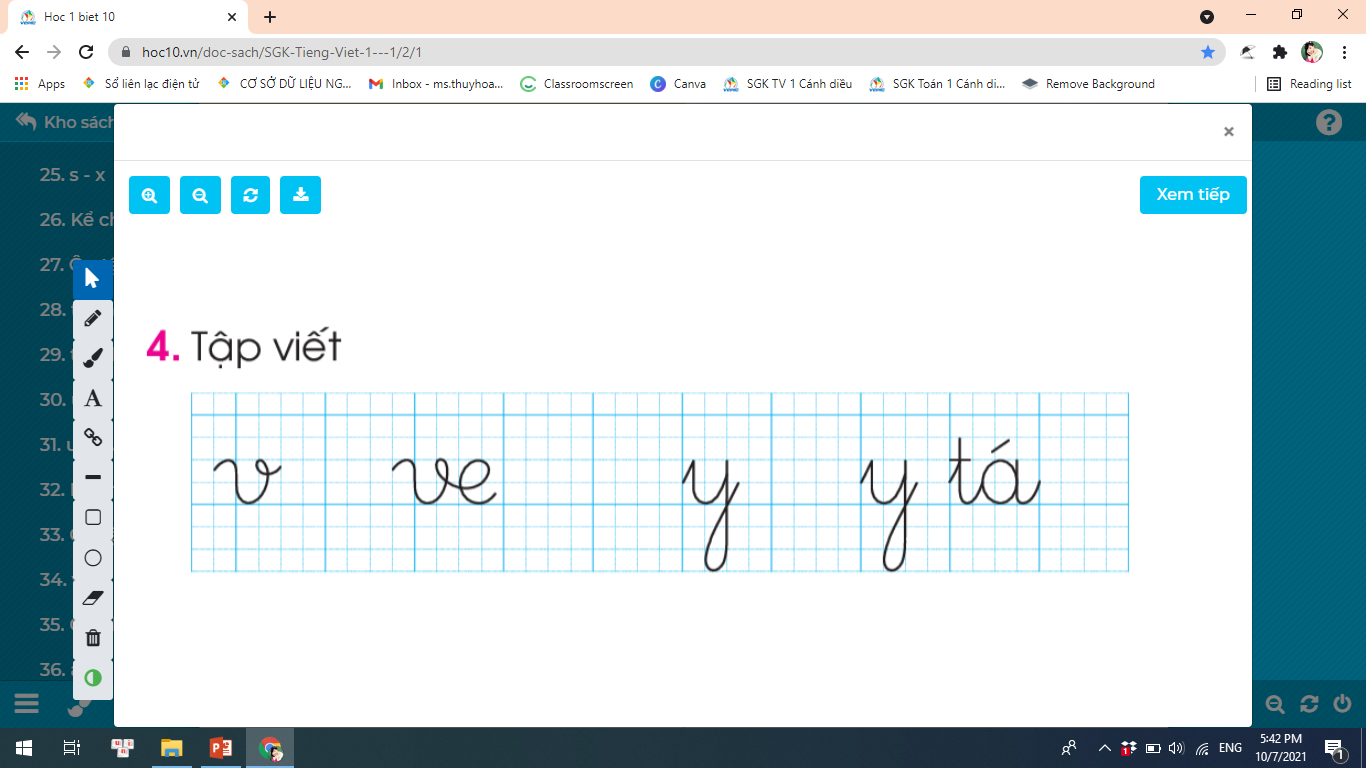 Hoc 1 biet 10
hoc10.vn/doc-sach/SGK-Tieng-Viet-1---1/2/1
Apps Sổ liên lạc điện tử CƠ SỞ DỮ LIỆU NG... Inbox - ms.thuyhoa... Classroomscreen Canva SGK TV 1 Cánh diều SGK Toán 1 Cánh di... Remove Background Reading list
Kho sách
25. s - x
26. Kể
27.
28.
29.
30.
31.
32.
33.
34.
35.
36.
Xem tiếp
4. Tập viết
v ve y y tá
A
ENG
5:42 PM
10/7/2021
1